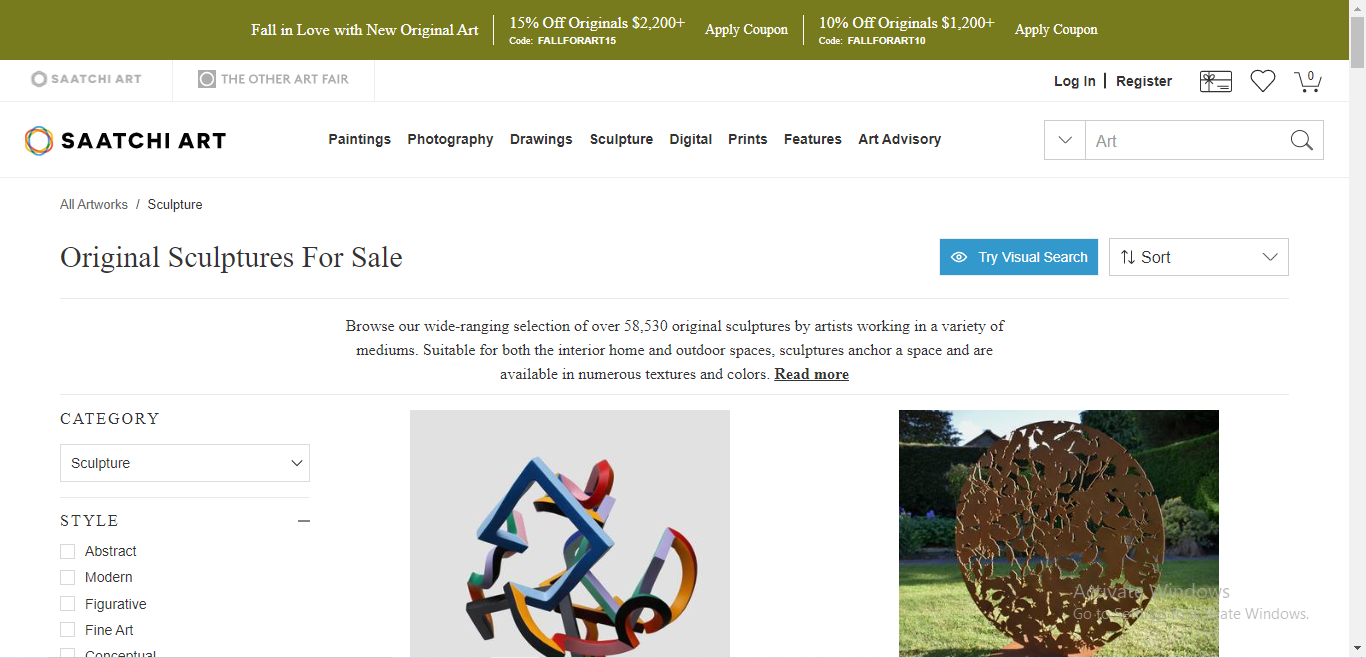 Fall in Love with New Original Art
15% Off Originals $2,200+
Code: FALLFORART15
Apply Coupon
10% Off Originals $1,200+
Code: FALLFORART10
Apply Coupon
SAATCHI ART
THE OTHER ART FAIR
Log In | Register
0
SAATCHI ART
Paintings Photography Drawings Sculpture Digital Prints Features Art Advisory
Art
All Artworks / Sculpture
Original Sculptures For Sale
Try Visual Search
Sort
Browse our wide-ranging selection of over 58,530 original sculptures by artists working in a variety of
mediums. Suitable for both the interior home and outdoor spaces, sculptures anchor a space and are
available in numerous textures and colors. Read more
CATEGORY
Sculpture
STYLE
Abstract
Modern
Figurative
Fine Art
Conceptual
Activate Windows
Go to Settings to activate Windows.